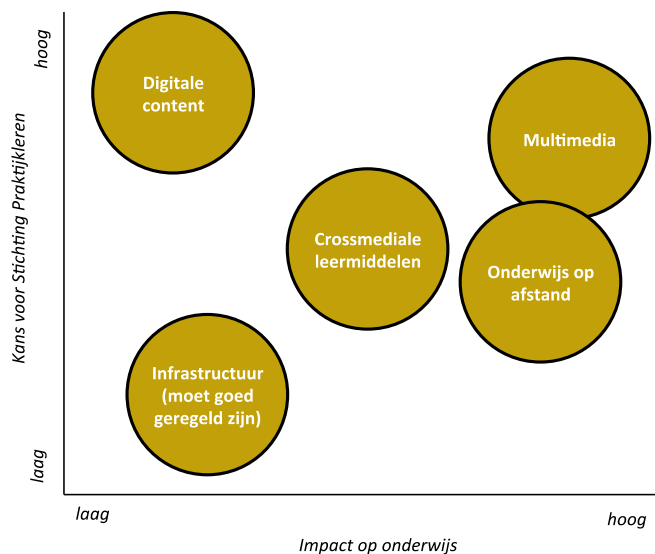 hoog
Kans voor Stichting Praktijkleren
laag
Digitale
content
Multimedia
Crossmediale
leermiddelen
Onderwijs op
afstand
Infrastructuur
(moet goed
geregeld zijn)
laag
hoog
Impact op onderwijs